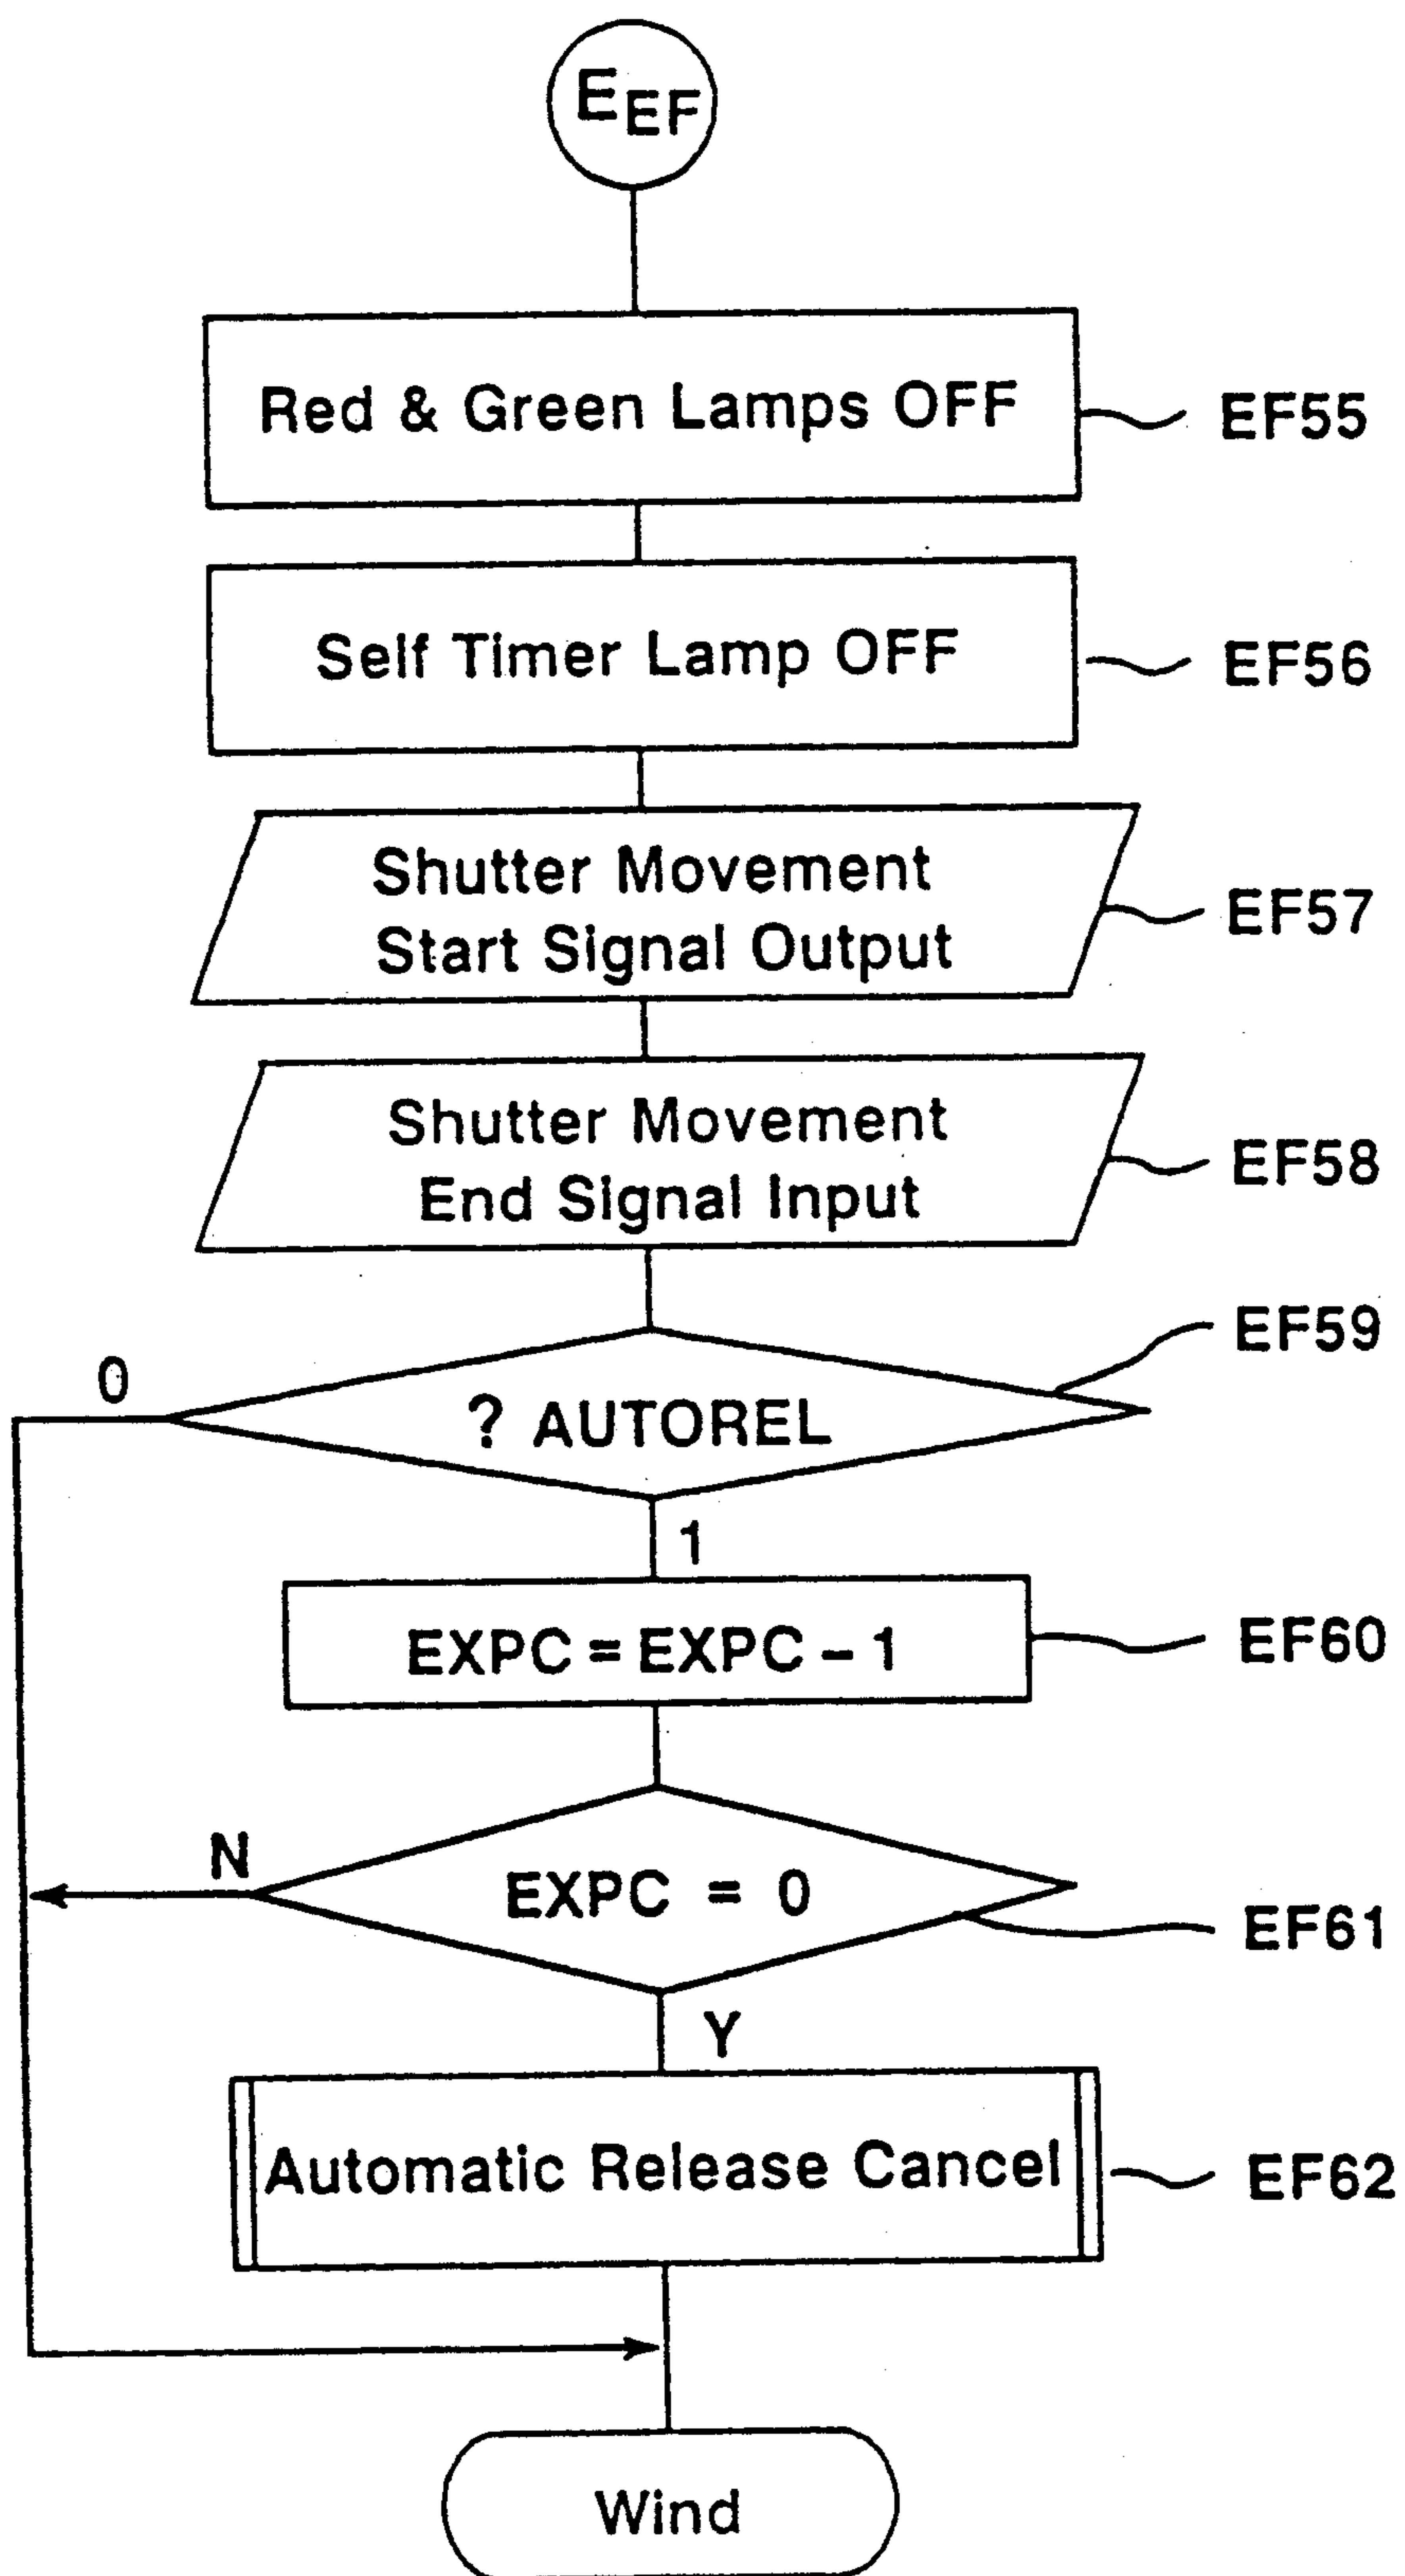 EEF
Red & Green Lamps OFF
EF55
Self Timer Lamp OFF
EF56
Shutter Movement
Start Signal Output
EF57
Shutter Movement
End Signal Input
EF58
EF59
0
? AUTOREL
1
EXPC = EXPC - 1
EF60
N
EXPC = 0
EF61
Y
Automatic Release Cancel
EF62
Wind